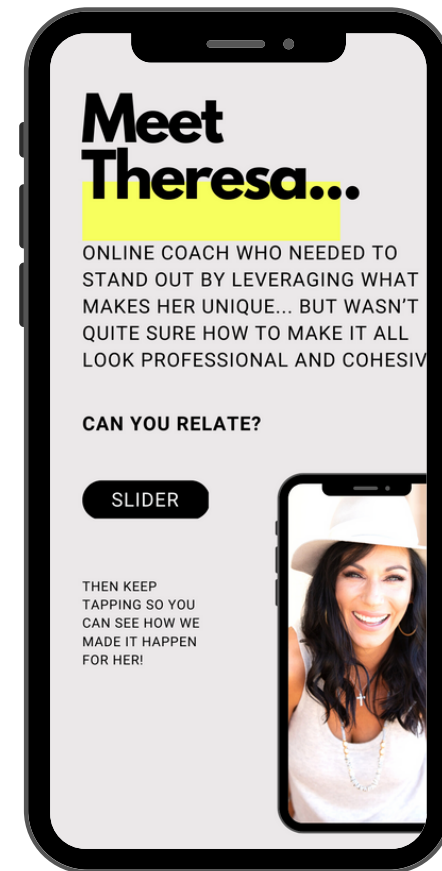 Meet
Theresa...
ONLINE COACH WHO NEEDED TO
STAND OUT BY LEVERAGING WHAT
MAKES HER UNIQUE... BUT WASN'T
QUITE SURE HOW TO MAKE IT ALL
LOOK PROFESSIONAL AND COHESIV
CAN YOU RELATE?
SLIDER
THEN KEEP
TAPPING SO YOU
CAN SEE HOW WE
MADE IT HAPPEN
FOR HER!